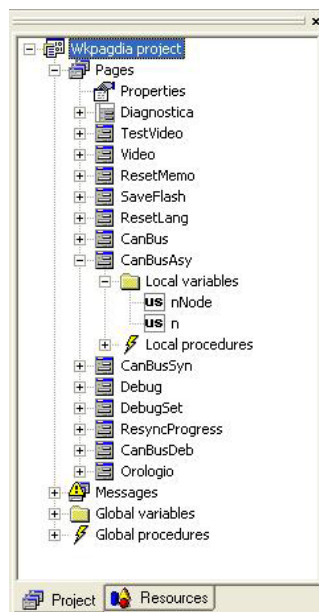 Wkpagdia project
Pages
Properties
Diagnostica
TestVideo
Video
ResetMemo
SaveFlash
ResetLang
CanBus
CanBusAsy
Local variables
us nNode
us n
Local procedures
CanBusSyn
Debug
DebugSet
ResyncProgress
CanBusDeb
Orologio
Messages
Global variables
Global procedures
Project Resources